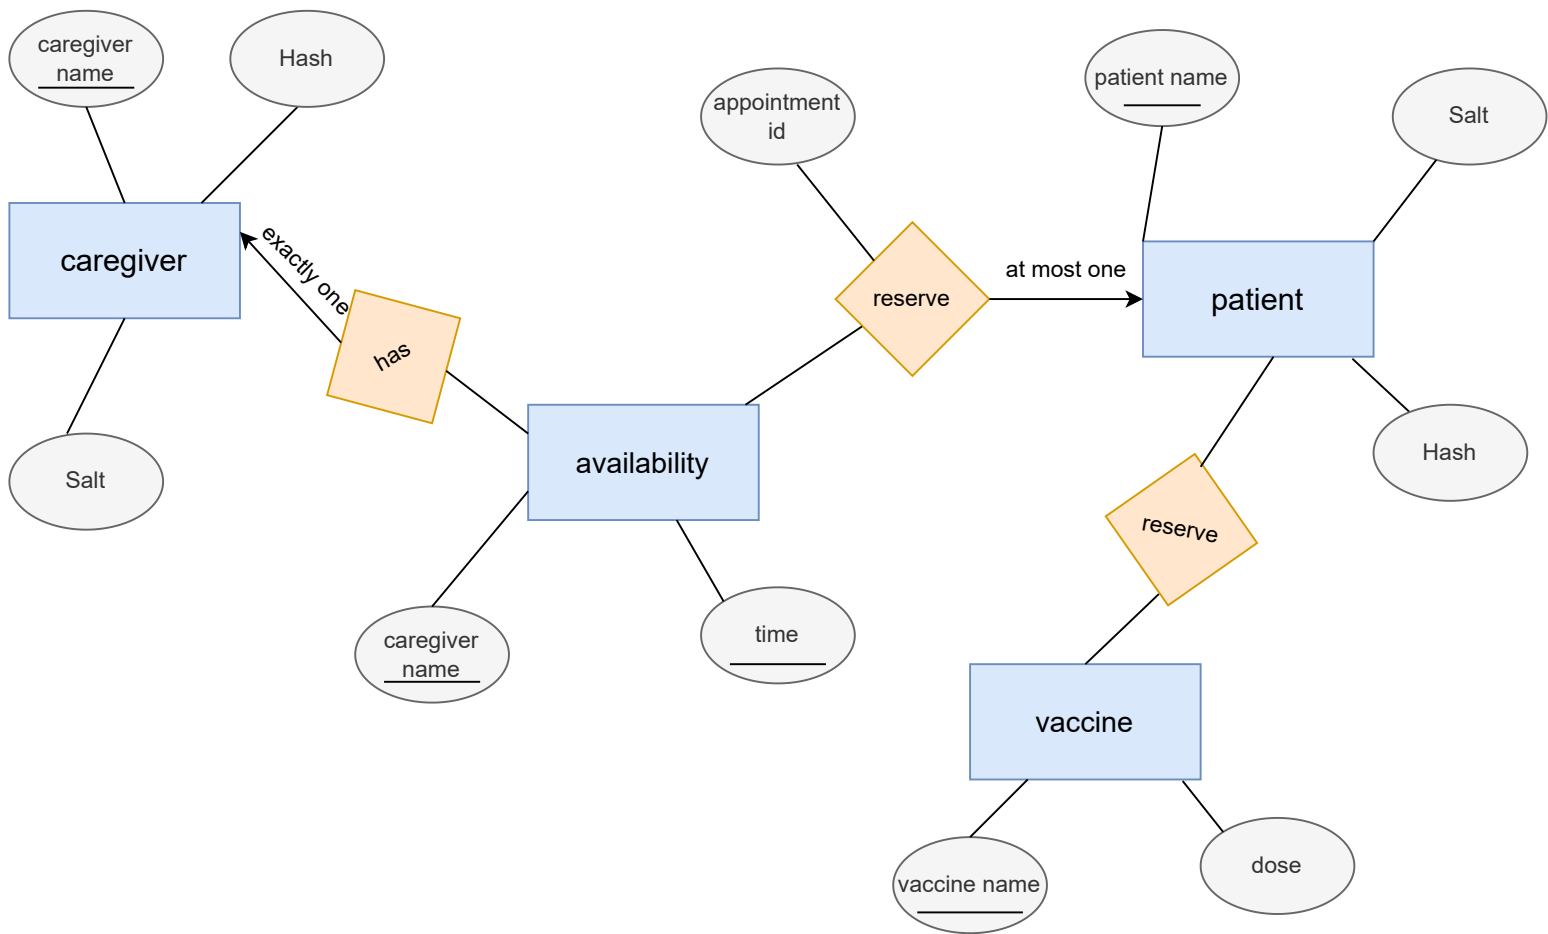 caregiver
name
Hash
appointment
id
patient name
Salt
caregiver
exactly one
has
reserve
at most one
patient
Salt
availability
Hash
reserve
caregiver
name
time
vaccine
vaccine name
dose